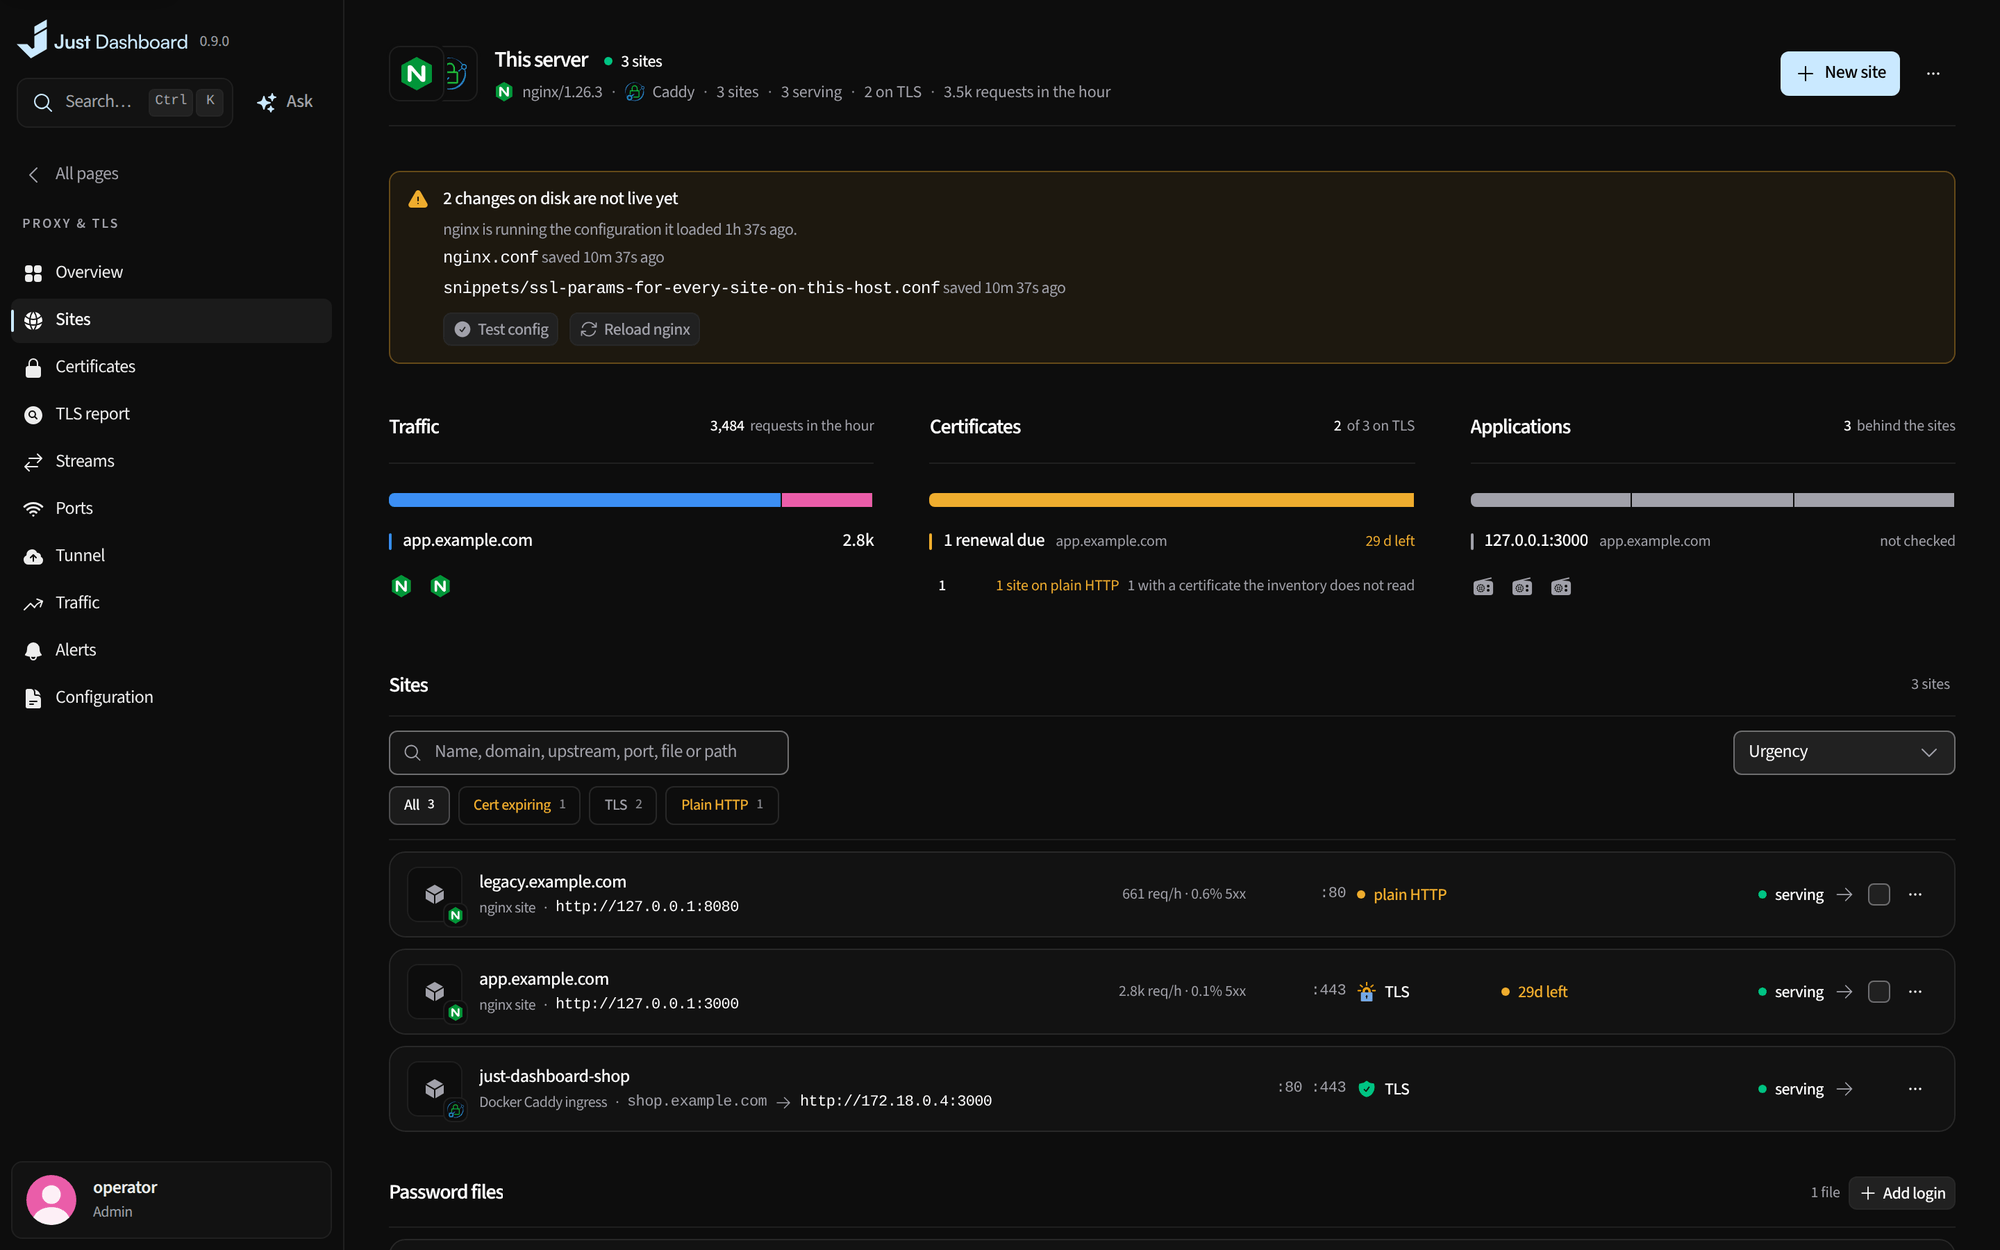 Just Dashboard 0.9.0
Search… Ctrl K Ask
All pages
PROXY & TLS
Overview
Sites
Certificates
TLS report
Streams
Ports
Tunnel
Traffic
Alerts
Configuration
operator
Admin
This server 3 sites
nginx/1.26.3 · Caddy · 3 sites · 3 serving · 2 on TLS · 3.5k requests in the hour
New site
2 changes on disk are not live yet
nginx is running the configuration it loaded 1h 37s ago.
nginx.conf saved 10m 37s ago
snippets/ssl-params-for-every-site-on-this-host.conf saved 10m 37s ago
Test config Reload nginx
Traffic 3,484 requests in the hour
app.example.com 2.8k
Certificates 2 of 3 on TLS
1 renewal due app.example.com 29 d left
1 1 site on plain HTTP 1 with a certificate the inventory does not read
Applications 3 behind the sites
127.0.0.1:3000 app.example.com not checked
Sites 3 sites
Name, domain, upstream, port, file or path Urgency
All 3 Cert expiring 1 TLS 2 Plain HTTP 1
legacy.example.com
nginx site · http://127.0.0.1:8080
661 req/h · 0.6% 5xx :80 plain HTTP serving
app.example.com
nginx site · http://127.0.0.1:3000
2.8k req/h · 0.1% 5xx :443 TLS 29d left serving
just-dashboard-shop
Docker Caddy ingress · shop.example.com → http://172.18.0.4:3000
:80 :443 TLS serving
Password files 1 file Add login